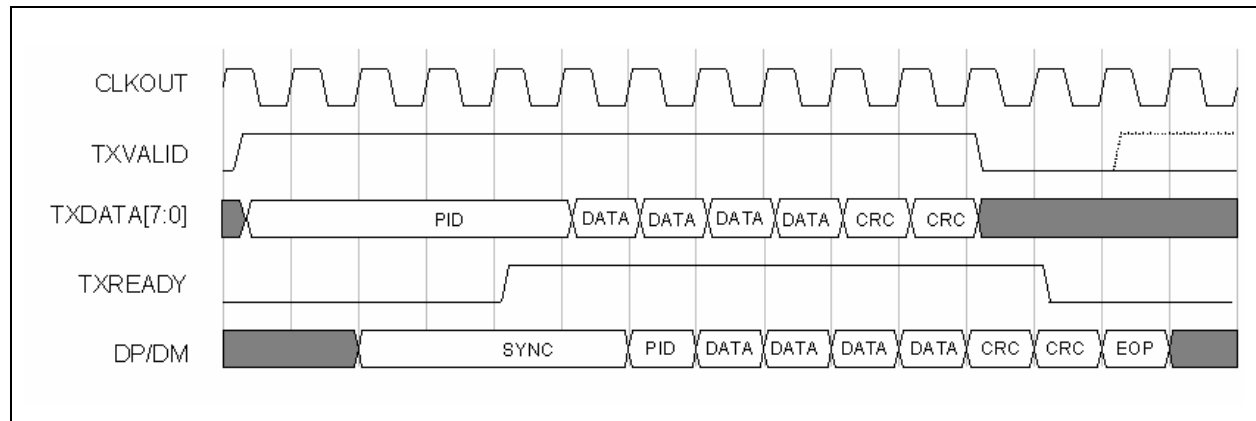 CLKOUT
TXVALID
TXDATA[7:0] PID DATA DATA DATA DATA CRC CRC
TXREADY
DP/DM SYNC PID DATA DATA DATA DATA CRC CRC EOP